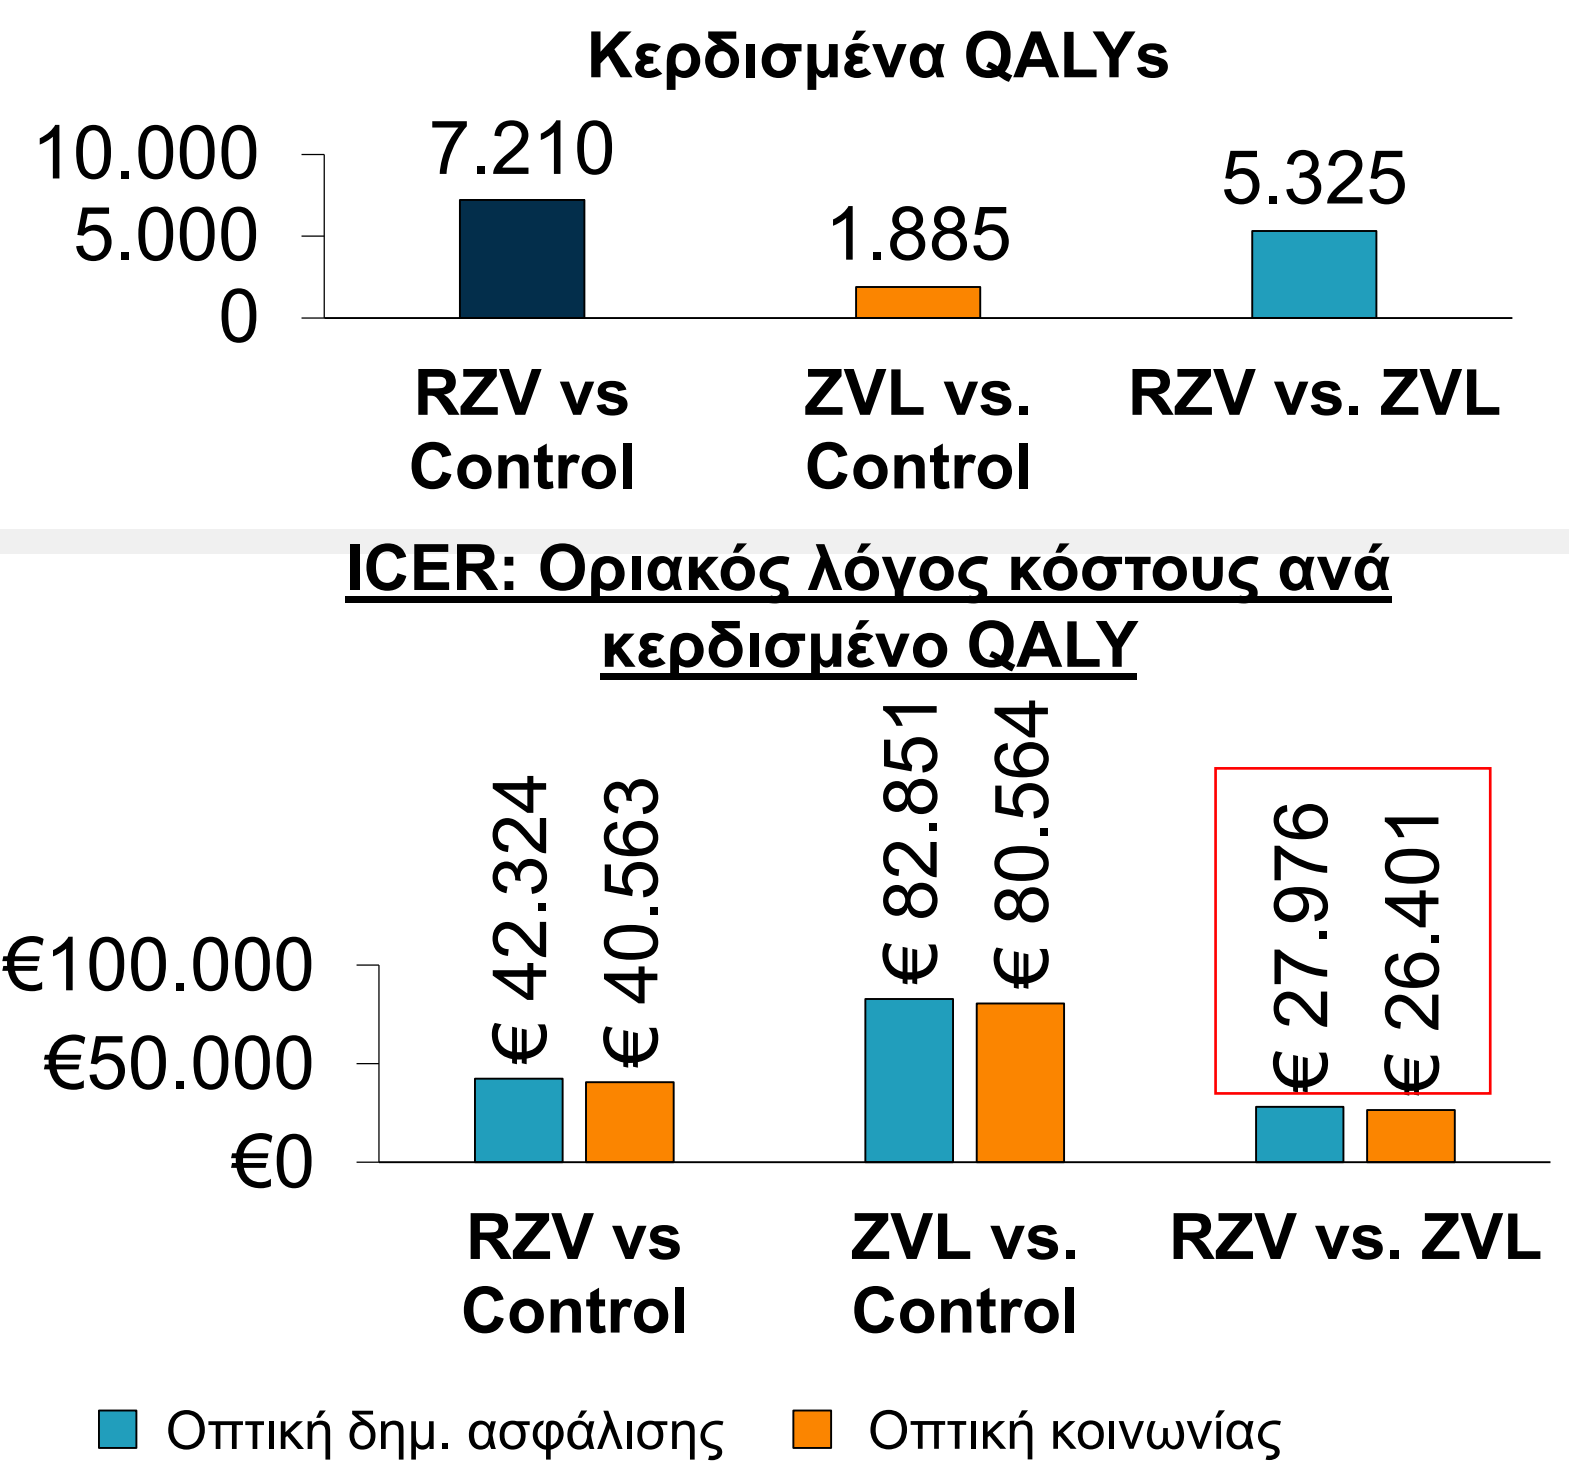 Κερδισμένα QALYs
10.000
5.000
0
7.210
1.885
5.325
RZV vs
Control
ZVL vs.
Control
RZV vs. ZVL
ICER: Οριακός λόγος κόστους ανά
κερδισμένο QALY
€100.000
€50.000
€0
€ 42.324
€ 40.563
€ 82.851
€ 80.564
€ 27.976
€ 26.401
RZV vs
Control
ZVL vs.
Control
RZV vs. ZVL
Οπτική δημ. ασφάλισης
Οπτική κοινωνίας